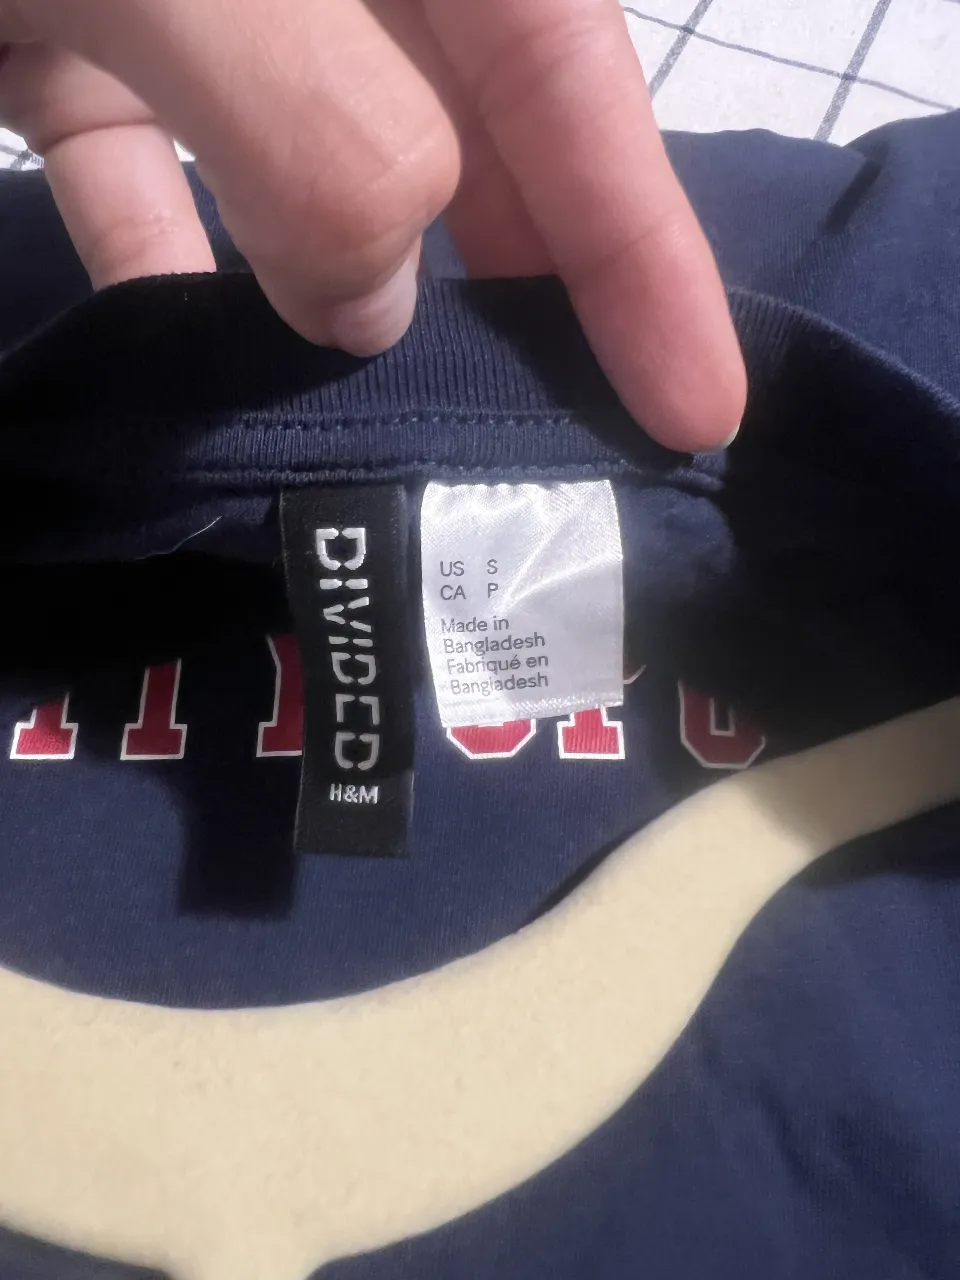 DIVIDED
H&M
US S
CA P
Made in
Bangladesh
Fabriqué en
Bangladesh